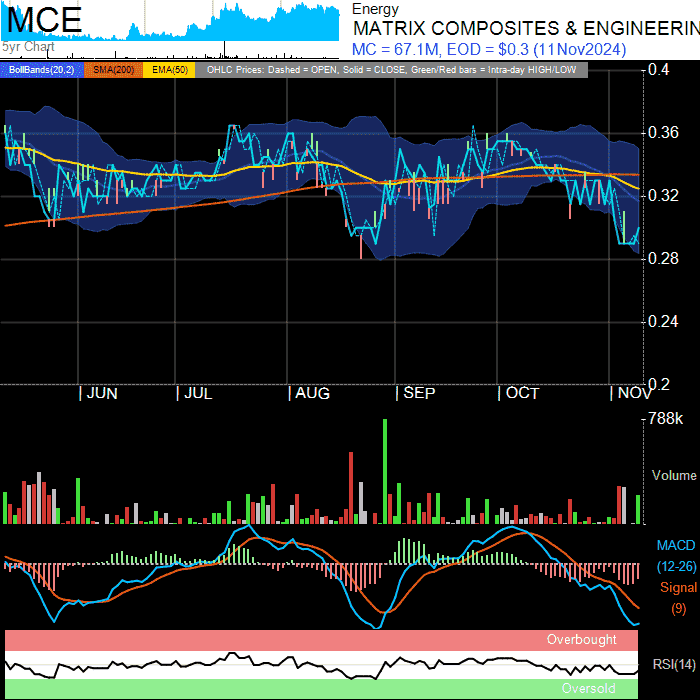 MCE
5yr Chart
Energy
MATRIX COMPOSITES & ENGINEERIN
MC = 67.1M, EOD = $0.3 (11Nov2024)
BollBands(20,2) SMA(200) EMA(50) OHLC Prices: Dashed = OPEN, Solid = CLOSE, Green/Red bars = Intra-day HIGH/LOW
0.4
0.36
0.32
0.28
0.24
0.2
JUN JUL AUG SEP OCT NOV
788k
Volume
MACD
(12-26)
Signal
(9)
Overbought
RSI(14)
Oversold